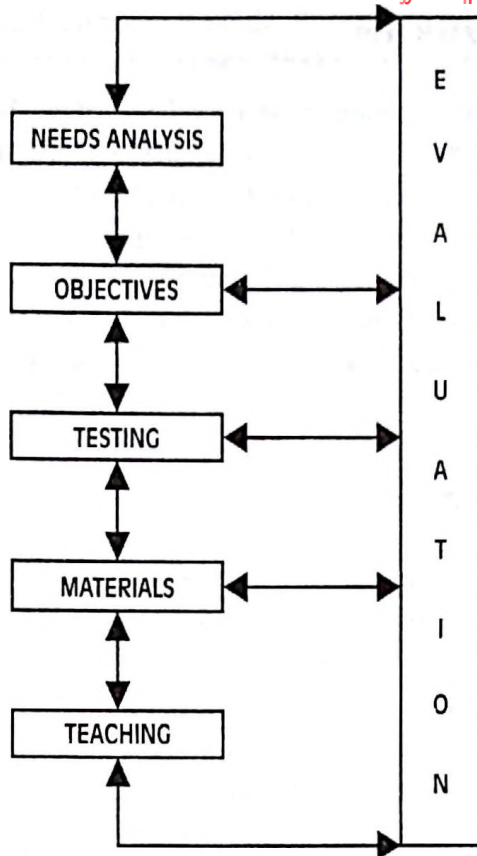 NEEDS ANALYSIS
OBJECTIVES
TESTING
MATERIALS
TEACHING
E
V
A
L
U
A
T
I
O
N